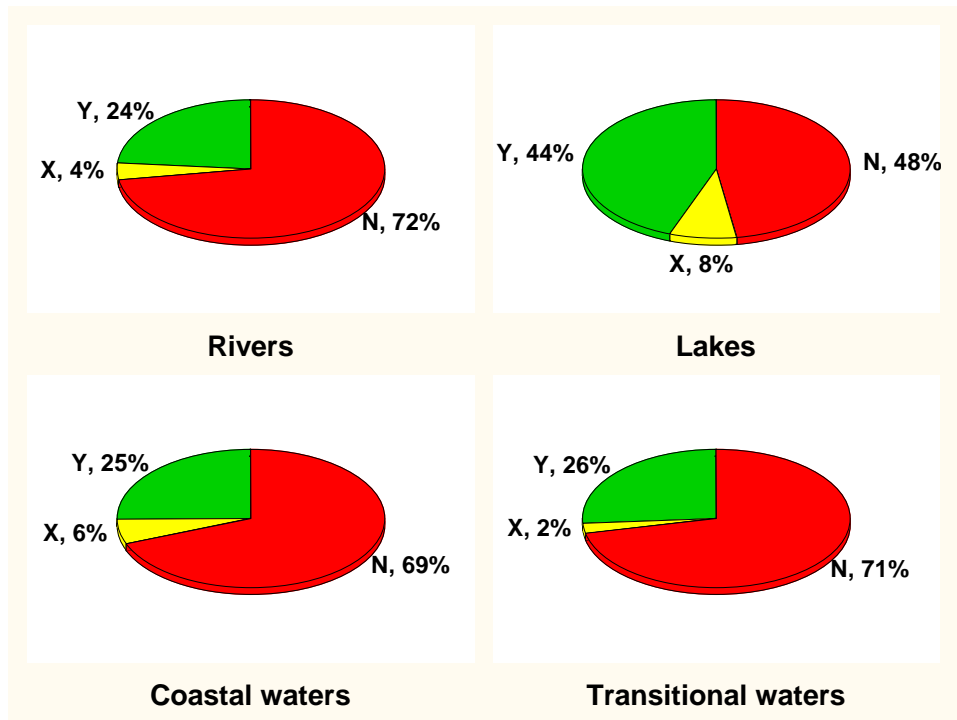 Y, 24%
X, 4%
N, 72%
Rivers
Y, 44%
N, 48%
X, 8%
Lakes
Y, 25%
X, 6%
N, 69%
Coastal waters
Y, 26%
X, 2%
N, 71%
Transitional waters